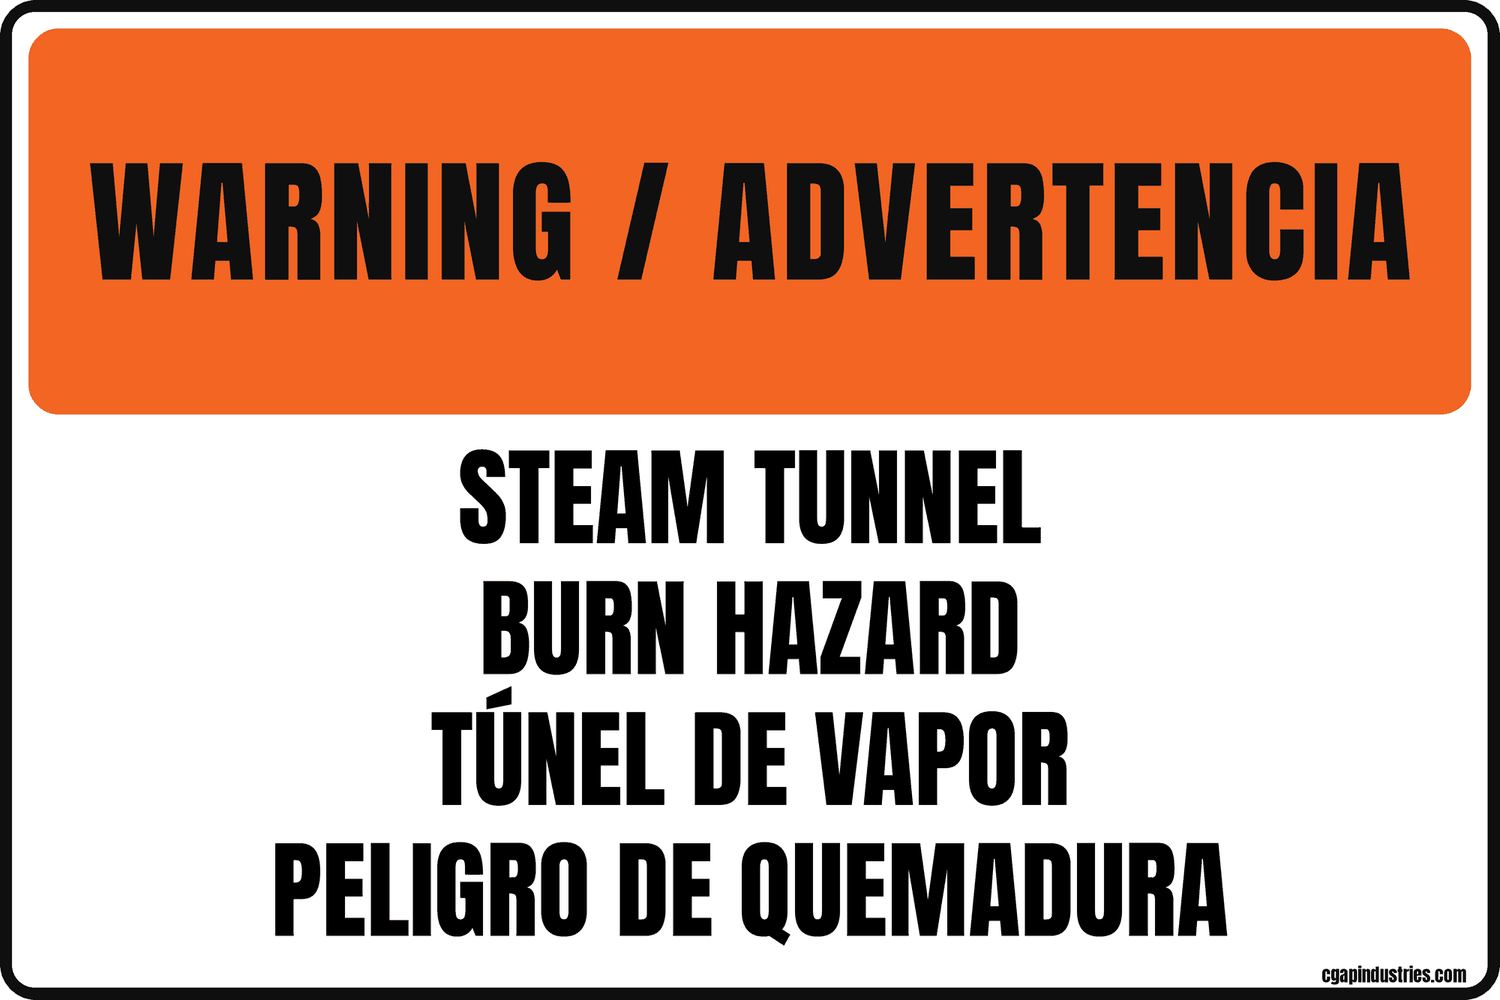 WARNING / ADVERTENCIA
STEAM TUNNEL
BURN HAZARD
TÚNEL DE VAPOR
PELIGRO DE QUEMADURA
cgapindustries.com